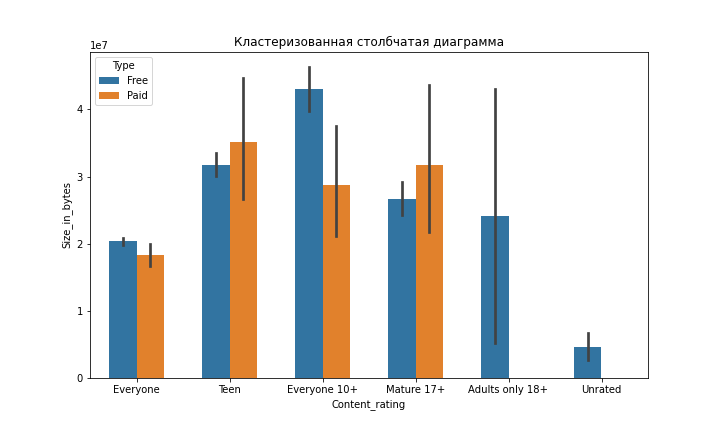 Кластеризованная столбчатая диаграмма
1e7
Type
Free
Paid
4
3
2
1
0
Size_in_bytes
Everyone Teen Everyone 10+ Mature 17+ Adults only 18+ Unrated
Content_rating